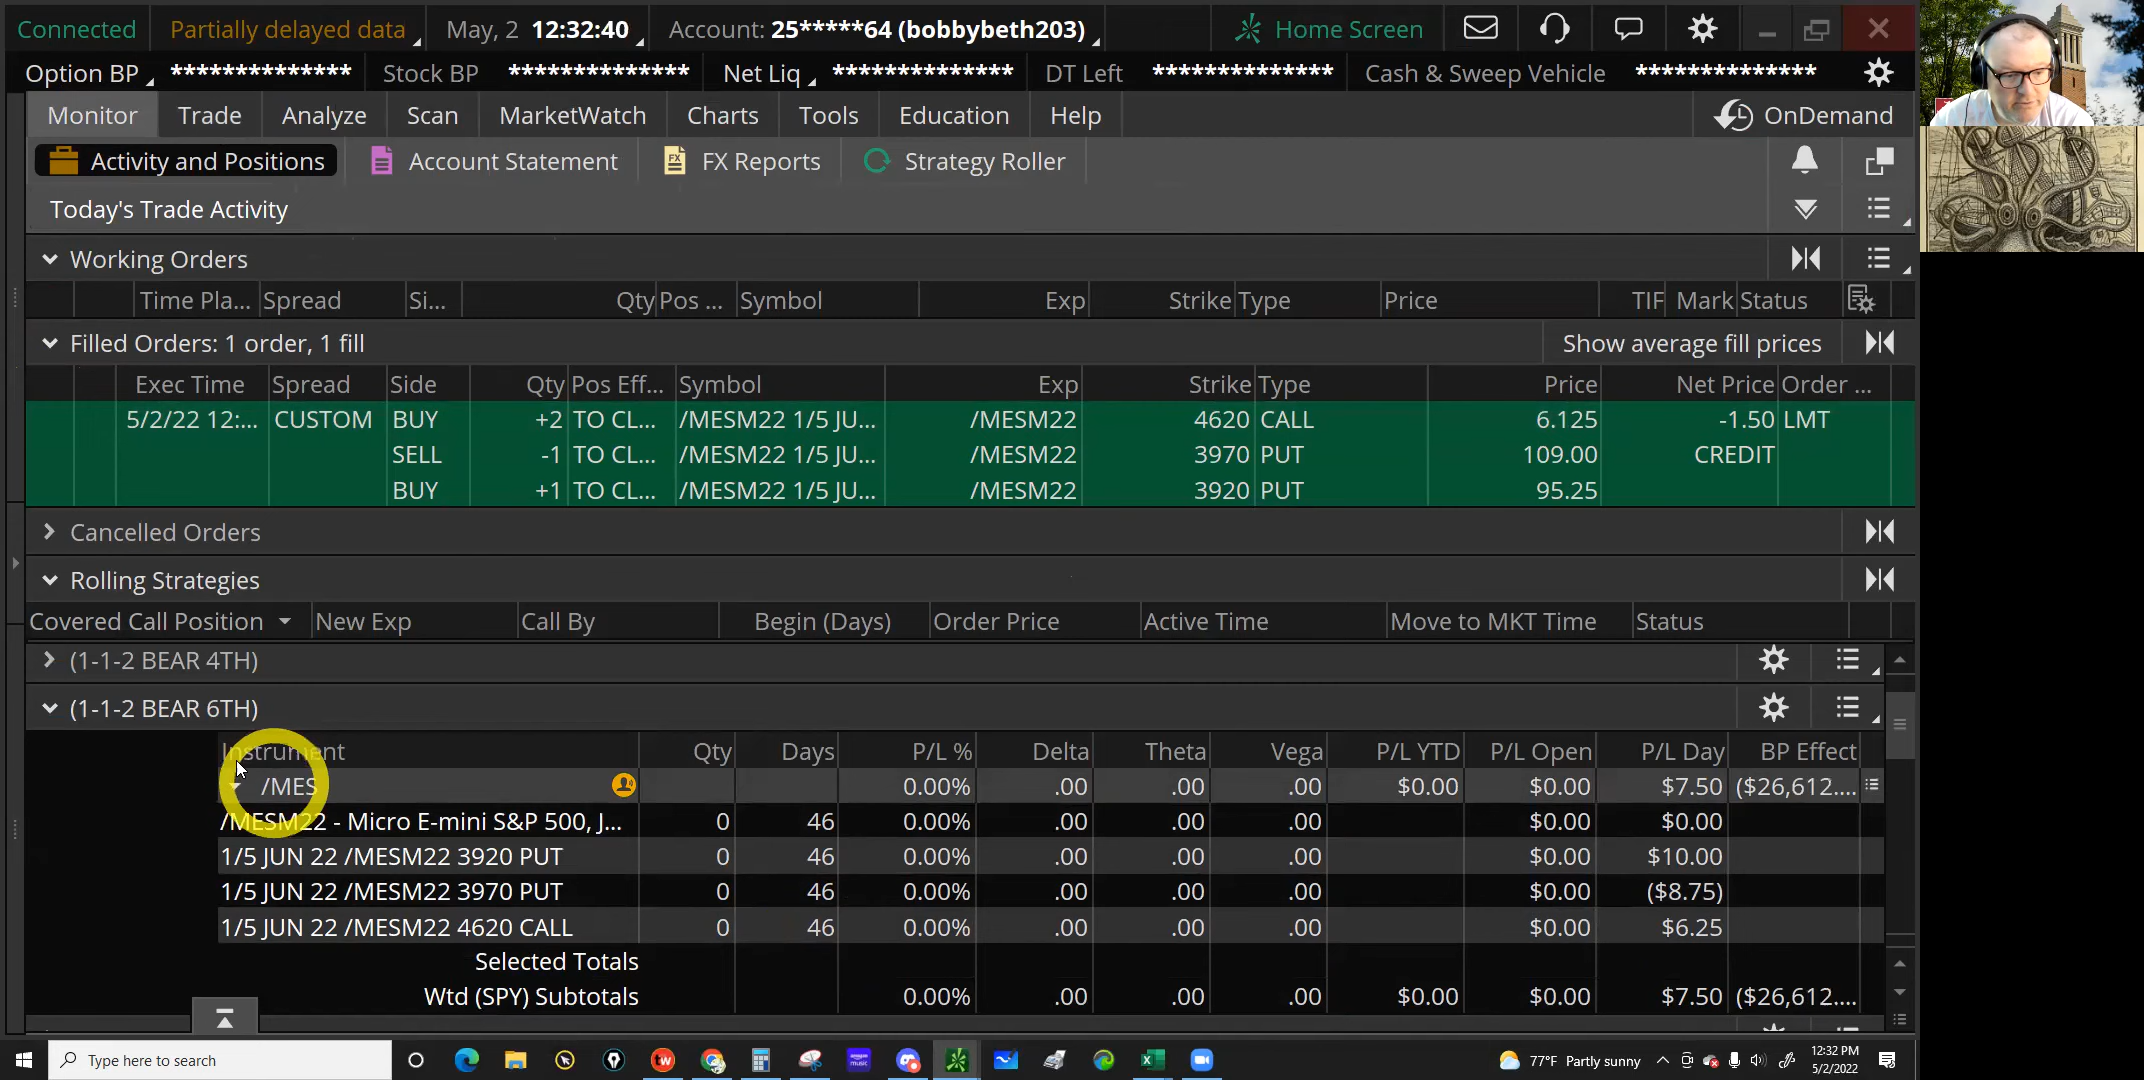 Connected Partially delayed data May, 2 12:32:40 Account: 25*****64 (bobbybeth203) Home Screen
Option BP ************** Stock BP ************** Net Liq ************** DT Left ************** Cash & Sweep Vehicle **************
Monitor Trade Analyze Scan MarketWatch Charts Tools Education Help OnDemand
Activity and Positions Account Statement FX FX Reports Strategy Roller
Today's Trade Activity
Working Orders
Time Pla... Spread Si... Qty Pos ... Symbol Exp Strike Type Price TIF Mark Status
Filled Orders: 1 order, 1 fill Show average fill prices
Exec Time Spread Side Qty Pos Eff... Symbol Exp Strike Type Price Net Price Order ...
5/2/22 12:... CUSTOM BUY +2 TO CL... /MESM22 1/5 JU... /MESM22 4620 CALL 6.125 -1.50 LMT
SELL -1 TO CL... /MESM22 1/5 JU... /MESM22 3970 PUT 109.00 CREDIT
BUY +1 TO CL... /MESM22 1/5 JU... /MESM22 3920 PUT 95.25
Cancelled Orders
Rolling Strategies
Covered Call Position New Exp Call By Begin (Days) Order Price Active Time Move to MKT Time Status
(1-1-2 BEAR 4TH)
(1-1-2 BEAR 6TH)
Instrument Qty Days P/L % Delta Theta Vega P/L YTD P/L Open P/L Day BP Effect
/MES 0.00% .00 .00 .00 $0.00 $0.00 $7.50 ($26,612....
/MESM22 - Micro E-mini S&P 500, J... 0 46 0.00% .00 .00 .00 $0.00 $0.00
1/5 JUN 22 /MESM22 3920 PUT 0 46 0.00% .00 .00 .00 $0.00 $10.00
1/5 JUN 22 /MESM22 3970 PUT 0 46 0.00% .00 .00 .00 $0.00 ($8.75)
1/5 JUN 22 /MESM22 4620 CALL 0 46 0.00% .00 .00 .00 $0.00 $6.25
Selected Totals
Wtd (SPY) Subtotals 0.00% .00 .00 .00 $0.00 $0.00 $7.50 ($26,612....
Type here to search 77°F Partly sunny 12:32 PM
5/2/2022